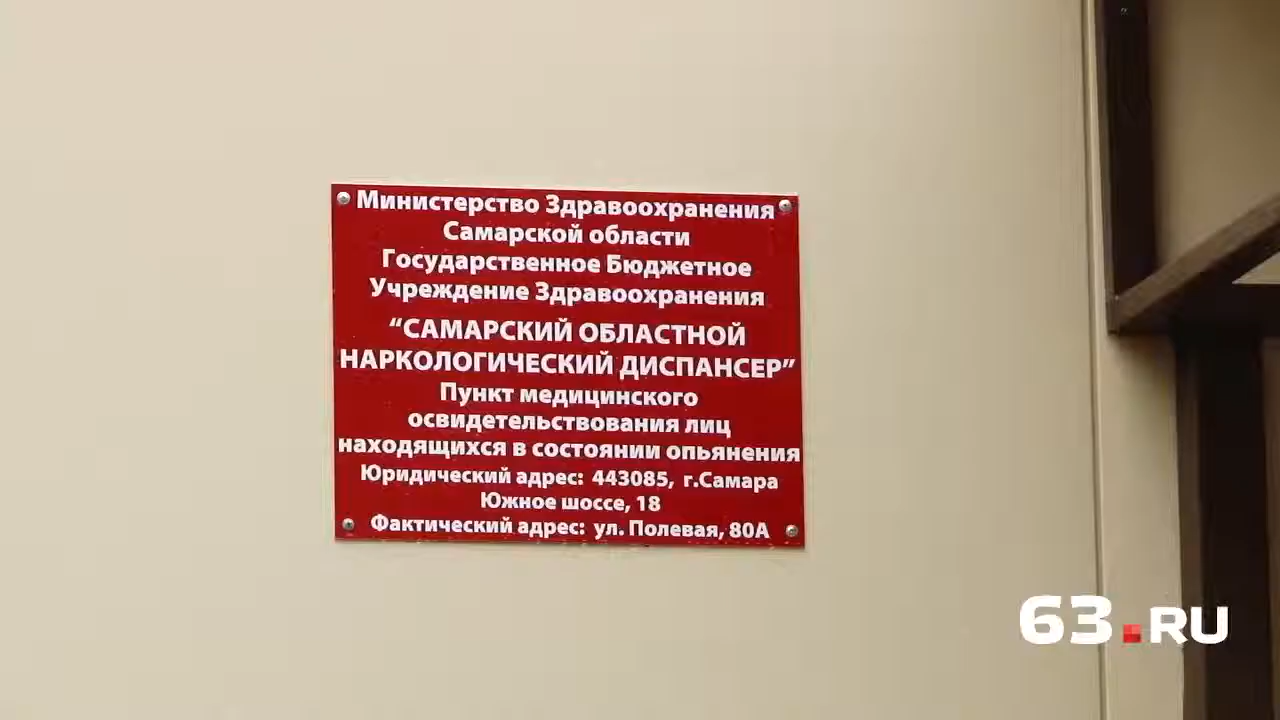 Министерство Здравоохранения
Самарской области
Государственное Бюджетное
Учреждение Здравоохранения
“САМАРСКИЙ ОБЛАСТНОЙ
НАРКОЛОГИЧЕСКИЙ ДИСПАНСЕР”
Пункт медицинского
освидетельствования лиц
находящихся в состоянии опьянения
Юридический адрес: 443085, г.Самара
Южное шоссе, 18
Фактический адрес: ул. Полевая, 80А
63.RU